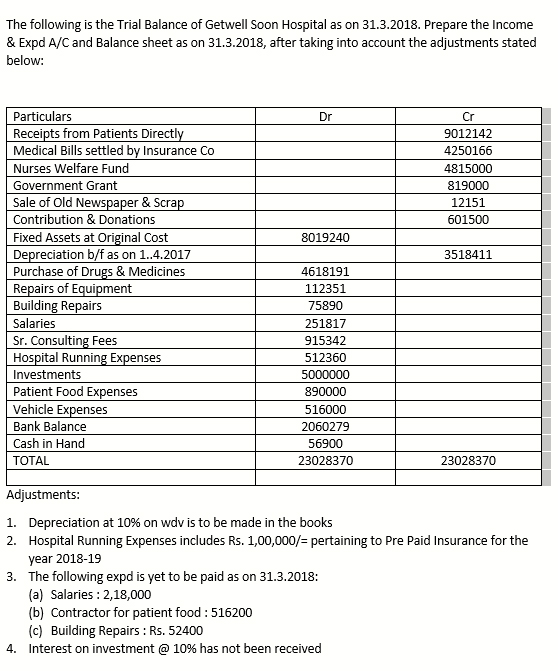 The following is the Trial Balance of Getwell Soon Hospital as on 31.3.2018. Prepare the Income
& Expd A/C and Balance sheet as on 31.3.2018, after taking into account the adjustments stated
below:
Particulars Dr Cr
Receipts from Patients Directly 9012142
Medical Bills settled by Insurance Co 4250166
Nurses Welfare Fund 4815000
Government Grant 819000
Sale of Old Newspaper & Scrap 12151
Contribution & Donations 601500
Fixed Assets at Original Cost 8019240
Depreciation b/f as on 1..4.2017 3518411
Purchase of Drugs & Medicines 4618191
Repairs of Equipment 112351
Building Repairs 75890
Salaries 251817
Sr. Consulting Fees 915342
Hospital Running Expenses 512360
Investments 5000000
Patient Food Expenses 890000
Vehicle Expenses 516000
Bank Balance 2060279
Cash in Hand 56900
TOTAL 23028370 23028370
Adjustments:
1. Depreciation at 10% on wdv is to be made in the books
2. Hospital Running Expenses includes Rs. 1,00,000/= pertaining to Pre Paid Insurance for the
year 2018-19
3. The following expd is yet to be paid as on 31.3.2018:
(a) Salaries : 2,18,000
(b) Contractor for patient food : 516200
(c) Building Repairs : Rs. 52400
4. Interest on investment @ 10% has not been received